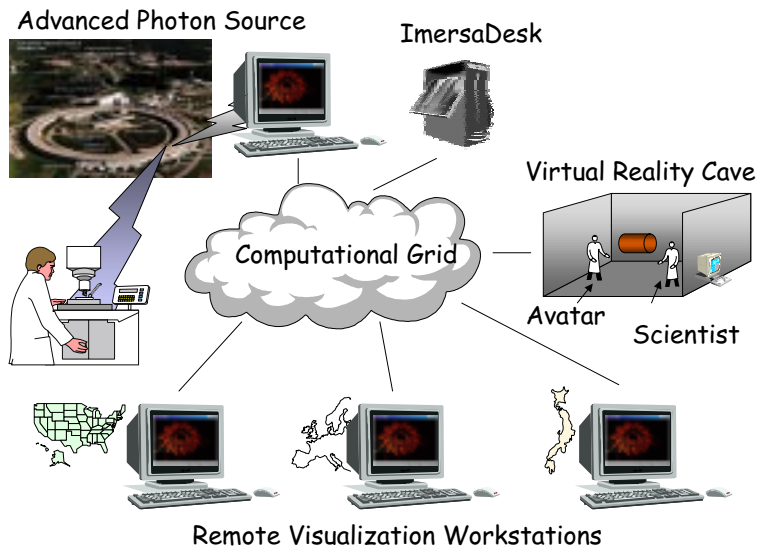 Advanced Photon Source
ImersaDesk
Virtual Reality Cave
Computational Grid
Avatar
Scientist
Remote Visualization Workstations